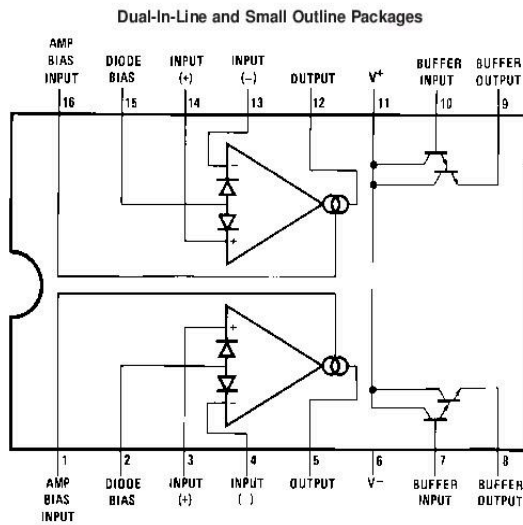 Dual-In-Line and Small Outline Packages
AMP BIAS INPUT
DIODE BIAS
INPUT (+)
INPUT (–)
OUTPUT
V+
BUFFER INPUT
BUFFER OUTPUT
16
15
14
13
12
11
10
9
–
+
+
–
1
2
3
4
5
6
7
8
AMP BIAS INPUT
DIODE BIAS
INPUT (+)
INPUT ( )
OUTPUT
V–
BUFFER INPUT
BUFFER OUTPUT